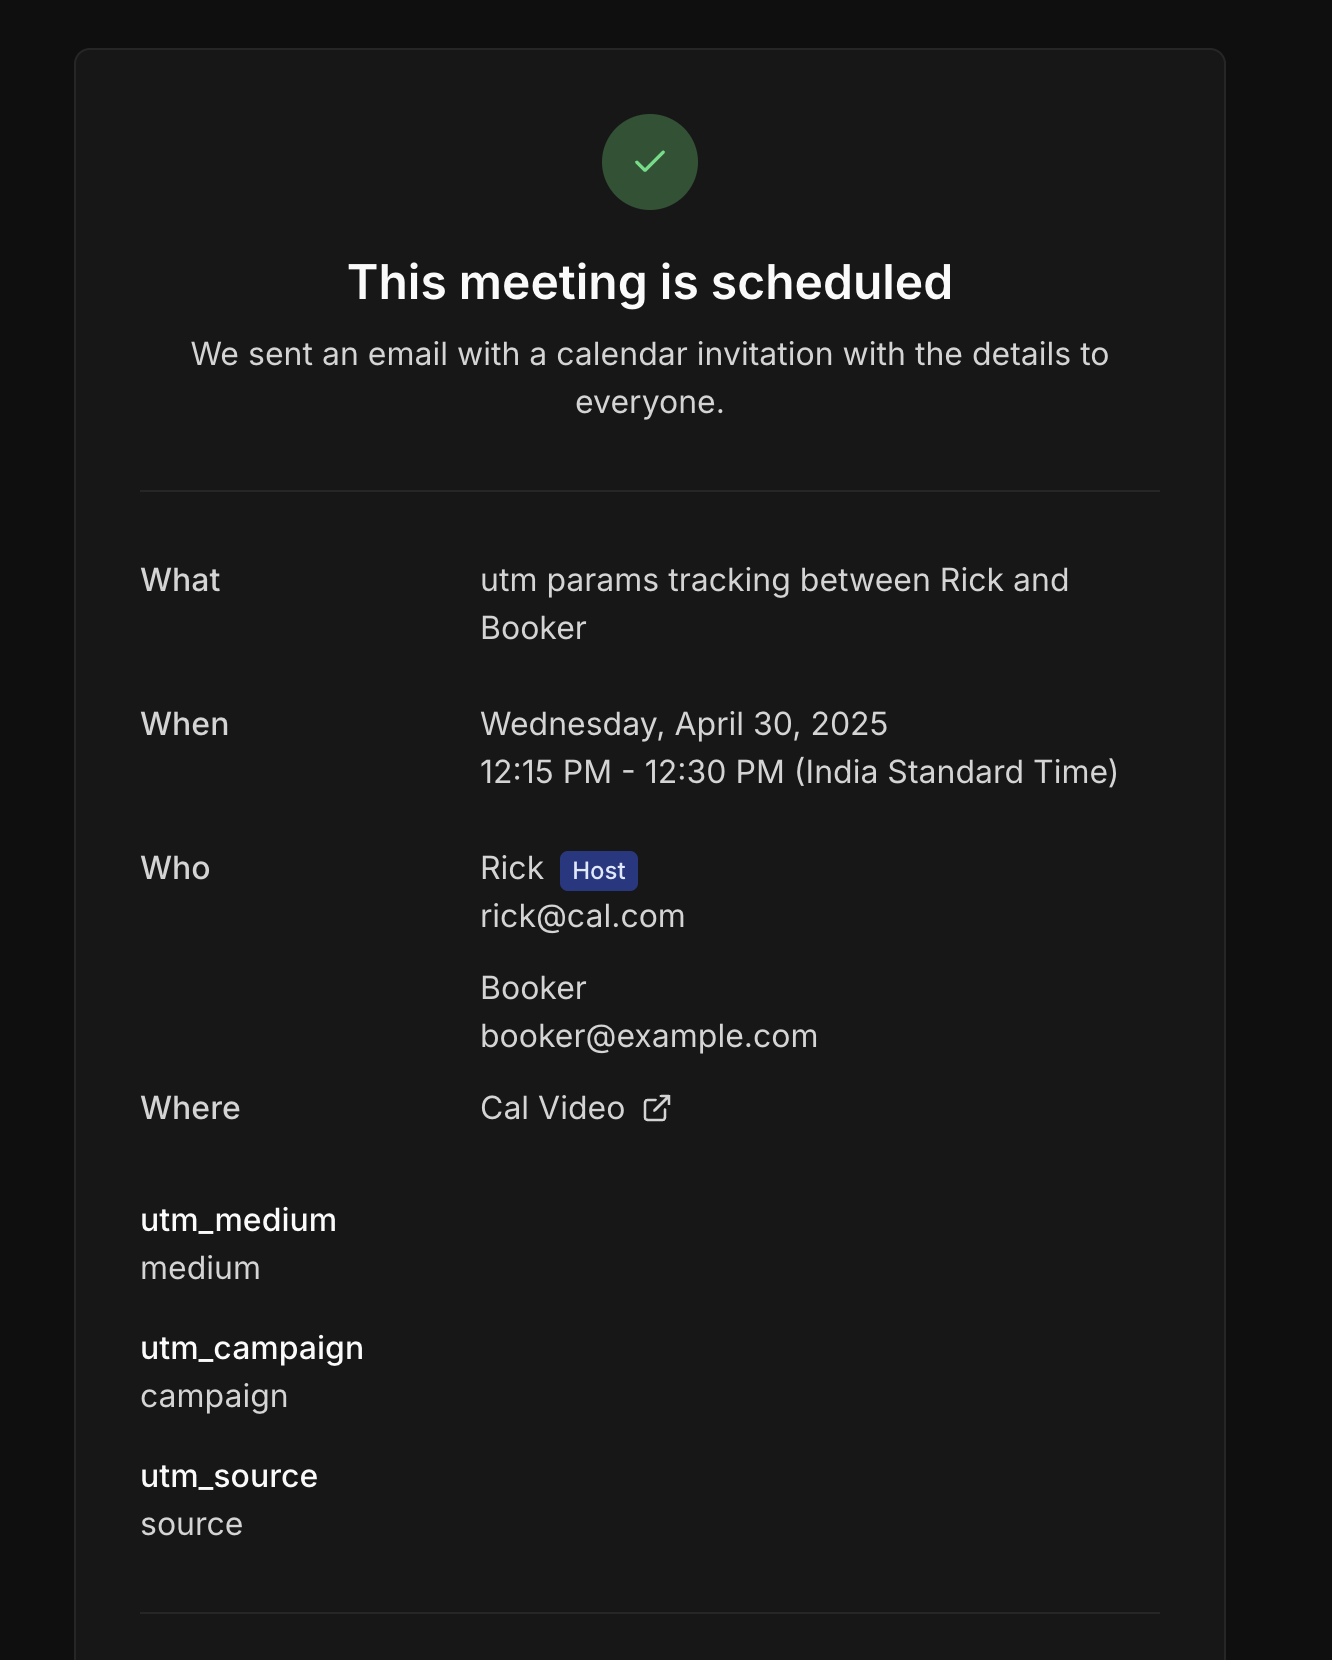 This meeting is scheduled
We sent an email with a calendar invitation with the details to
everyone.
What
utm params tracking between Rick and
Booker
When
Wednesday, April 30, 2025
12:15 PM - 12:30 PM (India Standard Time)
Who
Rick Host
rick@cal.com
Booker
booker@example.com
Where
Cal Video
utm_medium
medium
utm_campaign
campaign
utm_source
source